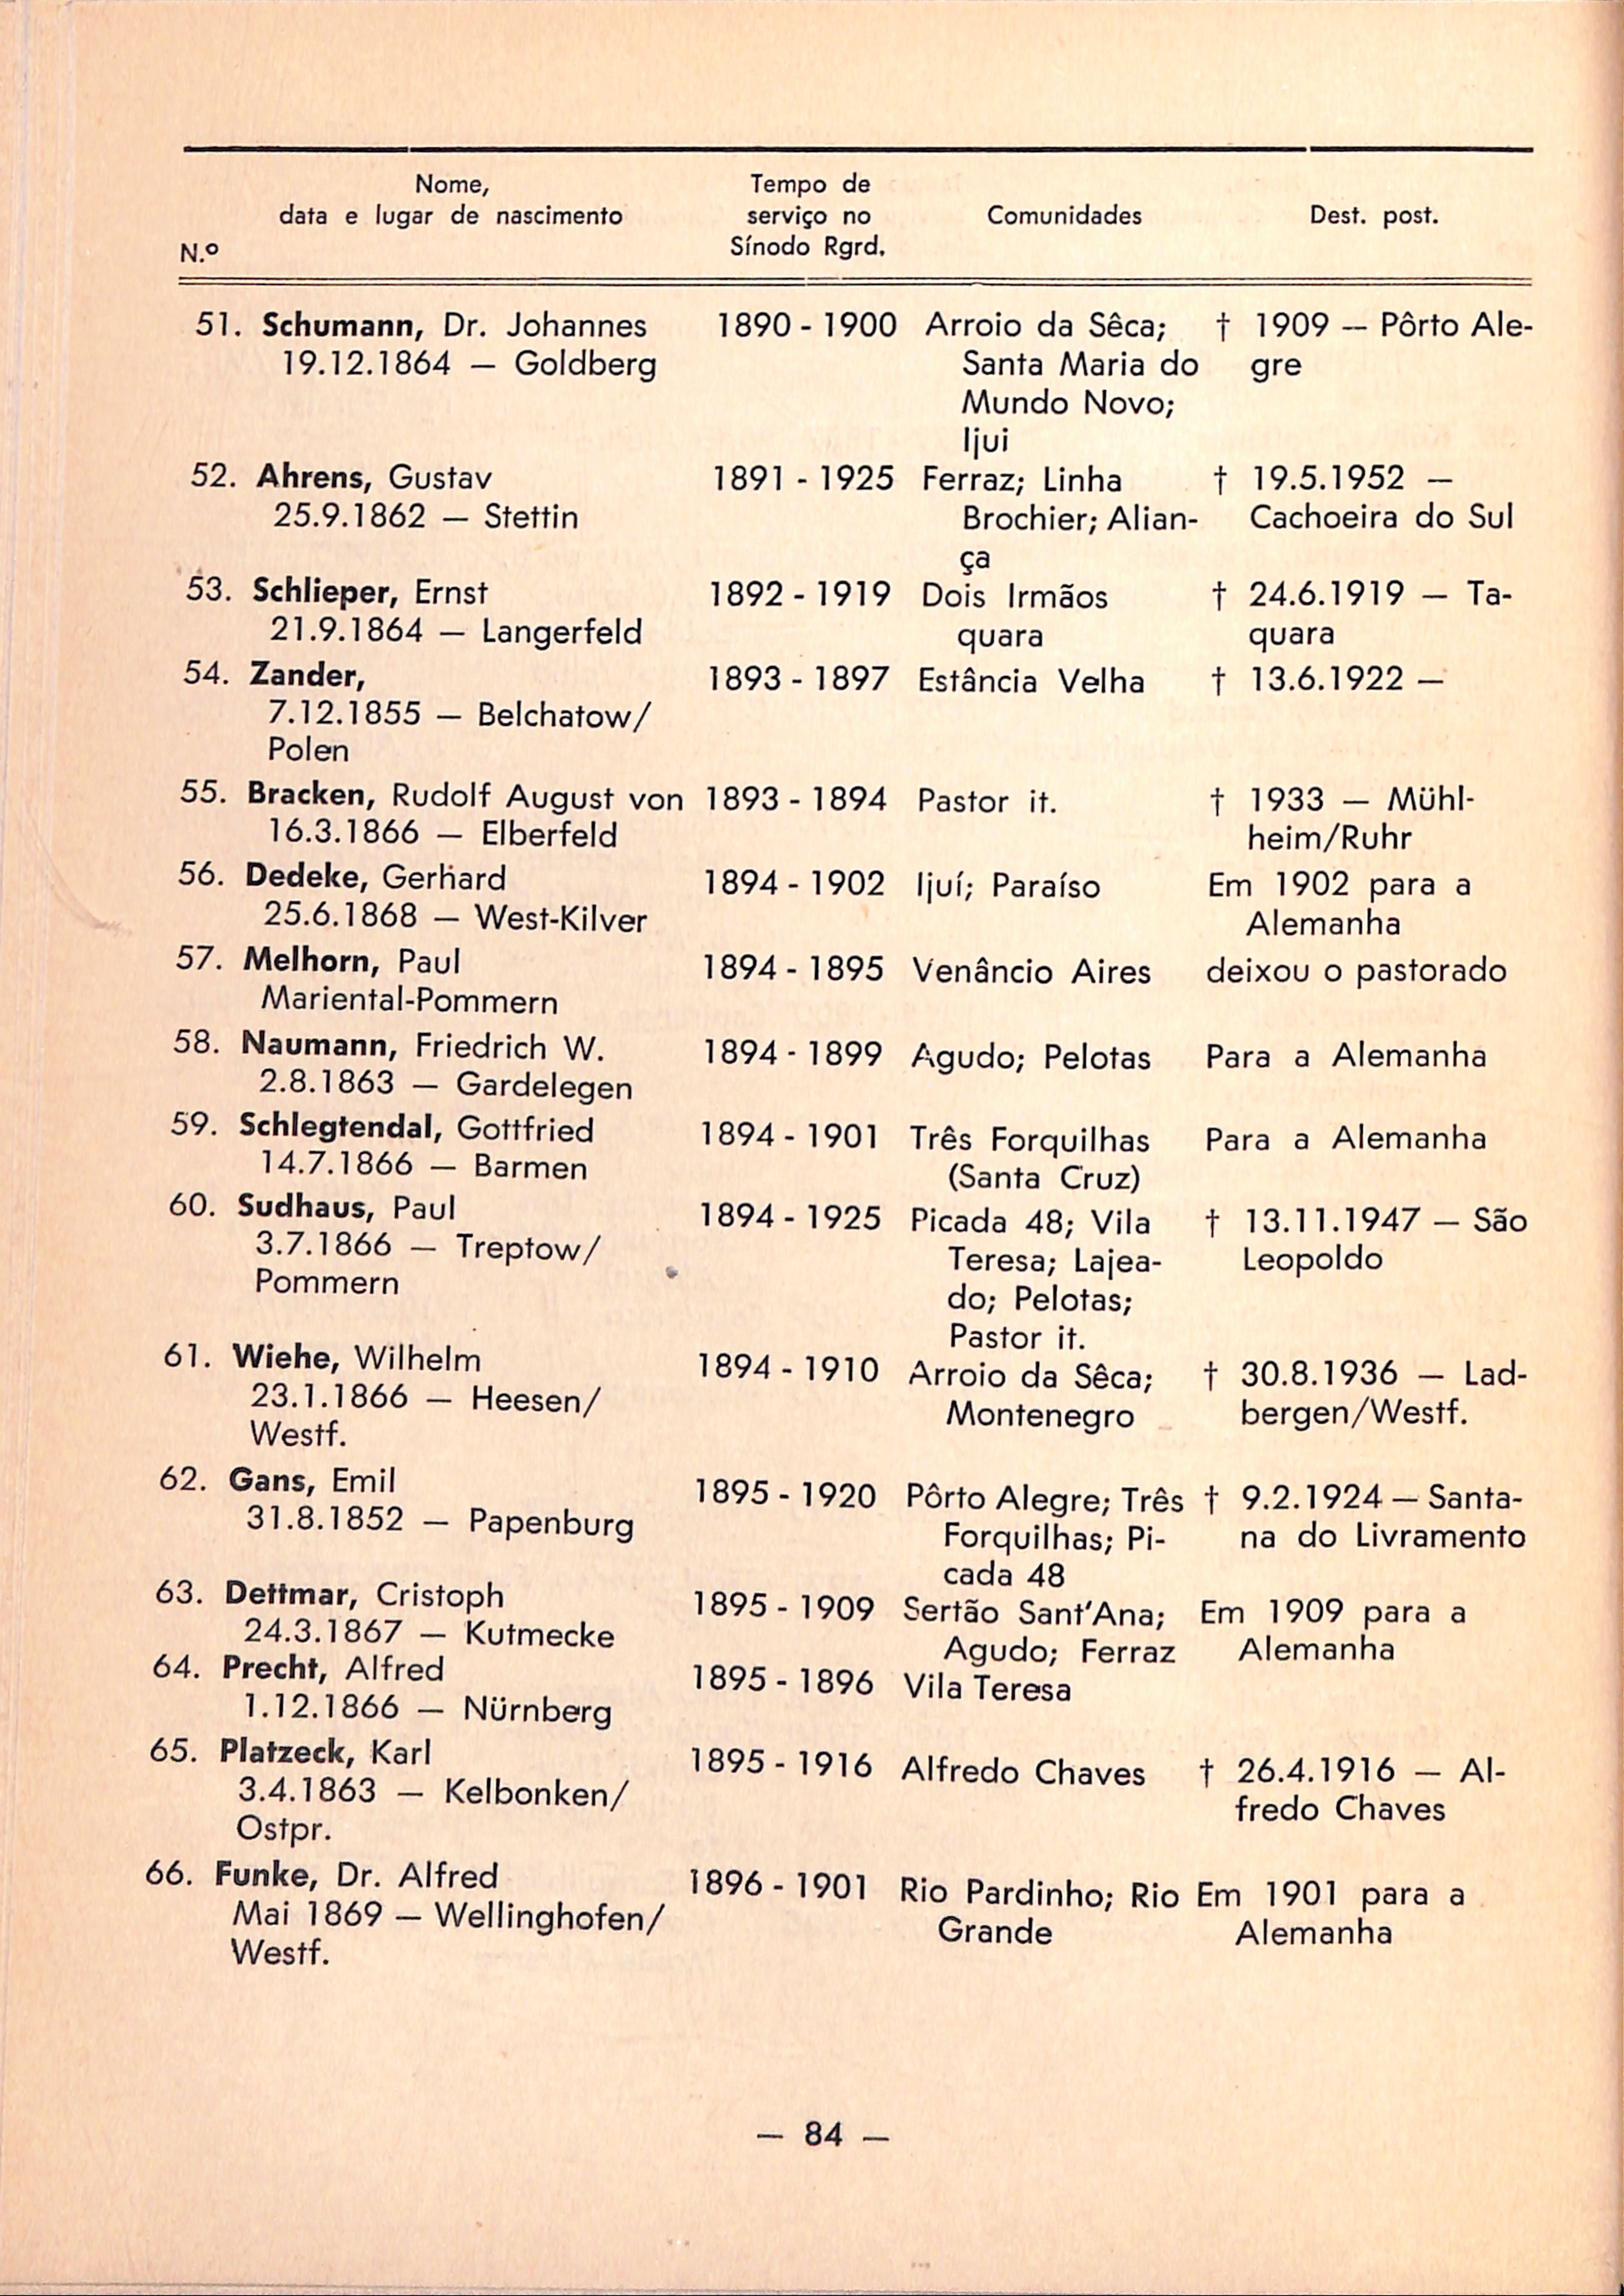 Nome,
data e lugar de nascimento
Tempo de
serviço no
Sínodo Rgrd.
Comunidades
Dest. post.
N.º
51. Schumann, Dr. Johannes 1890 - 1900 Arroio da Sêca; † 1909 — Pôrto Ale-
19.12.1864 — Goldberg Santa Maria do gre
Mundo Novo;
Ijui
52. Ahrens, Gustav 1891 - 1925 Ferraz; Linha † 19.5.1952 —
25.9.1862 — Stettin Brochier; Alian- Cachoeira do Sul
ça
53. Schlieper, Ernst 1892 - 1919 Dois Irmãos † 24.6.1919 — Ta-
21.9.1864 — Langerfeld quara quara
54. Zander, 1893 - 1897 Estância Velha † 13.6.1922 —
7.12.1855 — Belchatow/
Polen
55. Bracken, Rudolf August von 1893 - 1894 Pastor it. † 1933 — Mühl-
16.3.1866 — Elberfeld heim/Ruhr
56. Dedeke, Gerhard 1894 - 1902 Ijuí; Paraíso Em 1902 para a
25.6.1868 — West-Kilver Alemanha
57. Melhorn, Paul 1894 - 1895 Venâncio Aires deixou o pastorado
Mariental-Pommern
58. Naumann, Friedrich W. 1894 - 1899 Agudo; Pelotas Para a Alemanha
2.8.1863 — Gardelegen
59. Schlegtendal, Gottfried 1894 - 1901 Três Forquilhas Para a Alemanha
14.7.1866 — Barmen (Santa Cruz)
60. Sudhaus, Paul 1894 - 1925 Picada 48; Vila † 13.11.1947 — São
3.7.1866 — Treptow/ Teresa; Lajea- Leopoldo
Pommern do; Pelotas;
Pastor it.
61. Wiehe, Wilhelm 1894 - 1910 Arroio da Sêca; † 30.8.1936 — Lad-
23.1.1866 — Heesen/ Montenegro bergen/Westf.
Westf.
62. Gans, Emil 1895 - 1920 Pôrto Alegre; Três † 9.2.1924 — Santa-
31.8.1852 — Papenburg Forquilhas; Pi- na do Livramento
cada 48
63. Dettmar, Cristoph 1895 - 1909 Sertão Sant'Ana; Em 1909 para a
24.3.1867 — Kutmecke Agudo; Ferraz Alemanha
64. Precht, Alfred 1895 - 1896 Vila Teresa
1.12.1866 — Nürnberg
65. Platzeck, Karl 1895 - 1916 Alfredo Chaves † 26.4.1916 — Al-
3.4.1863 — Kelbonken/ fredo Chaves
Ostpr.
66. Funke, Dr. Alfred 1896 - 1901 Rio Pardinho; Rio Em 1901 para a
Mai 1869 — Wellinghofen/ Grande Alemanha
Westf.
— 84 —